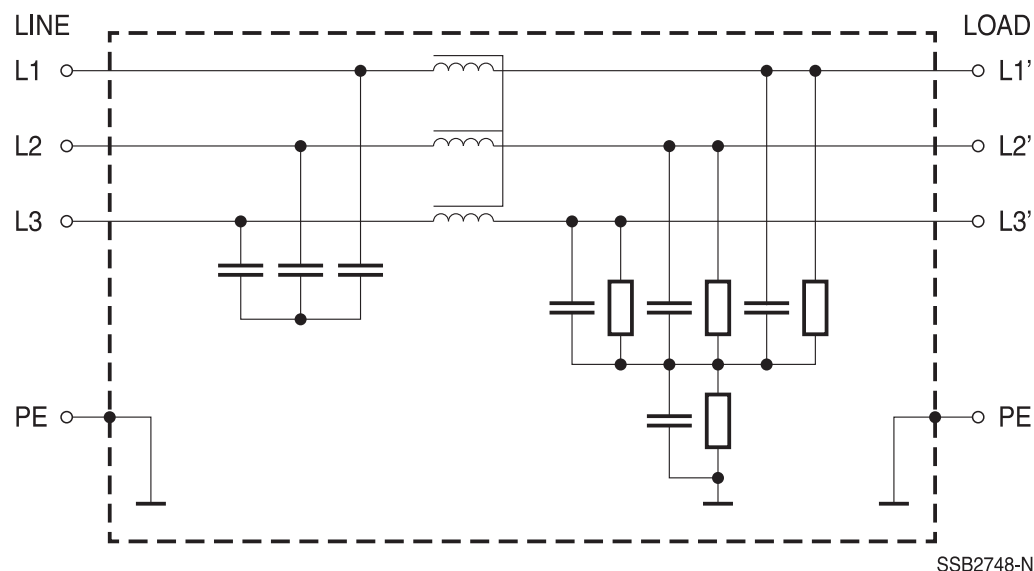 LINE LOAD
L1 L1'
L2 L2'
L3 L3'
PE PE
SSB2748-N